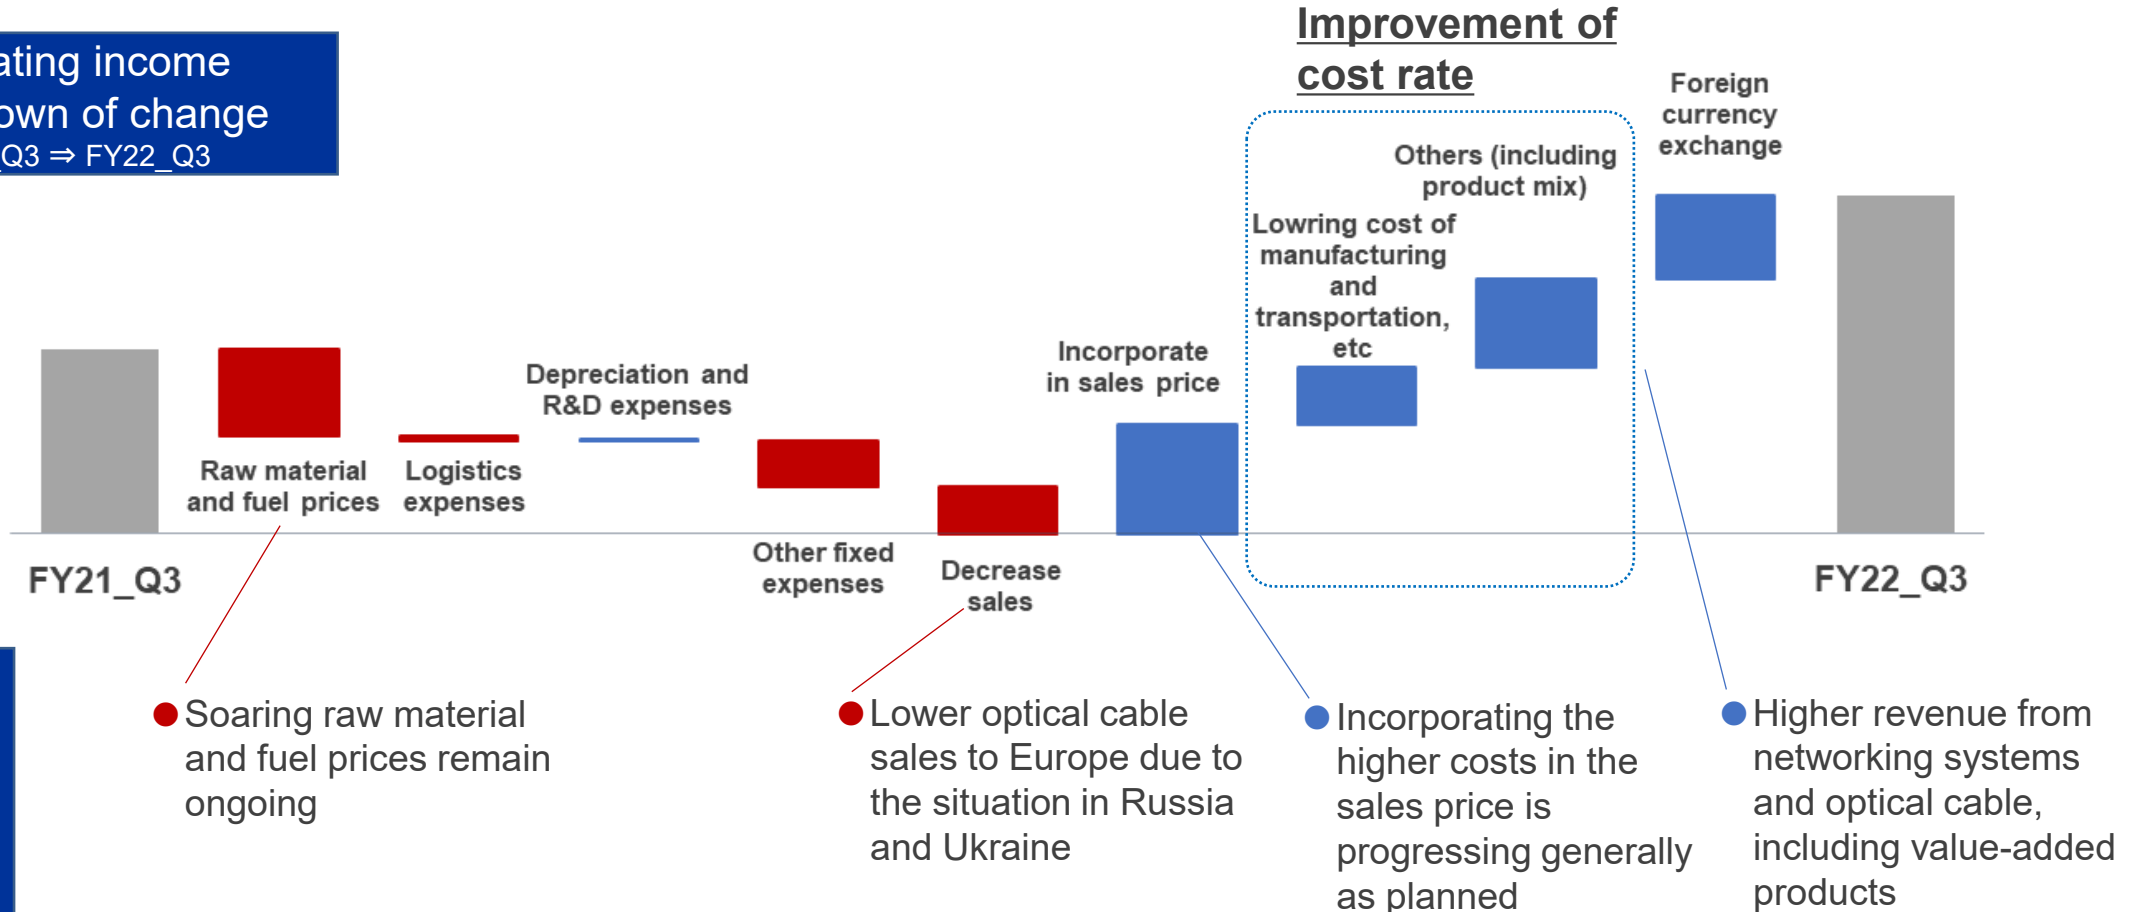 ating income
own of change
_Q3 ⇒ FY22_Q3
Improvement of
cost rate
Foreign
currency
exchange
Others (including
product mix)
Lowring cost of
manufacturing
and
transportation,
etc
Incorporate
in sales price
Depreciation and
R&D expenses
Raw material
and fuel prices
Logistics
expenses
Other fixed
expenses
Decrease
sales
FY21_Q3
FY22_Q3
Soaring raw material
and fuel prices remain
ongoing
Lower optical cable
sales to Europe due to
the situation in Russia
and Ukraine
Incorporating the
higher costs in the
sales price is
progressing generally
as planned
Higher revenue from
networking systems
and optical cable,
including value-added
products